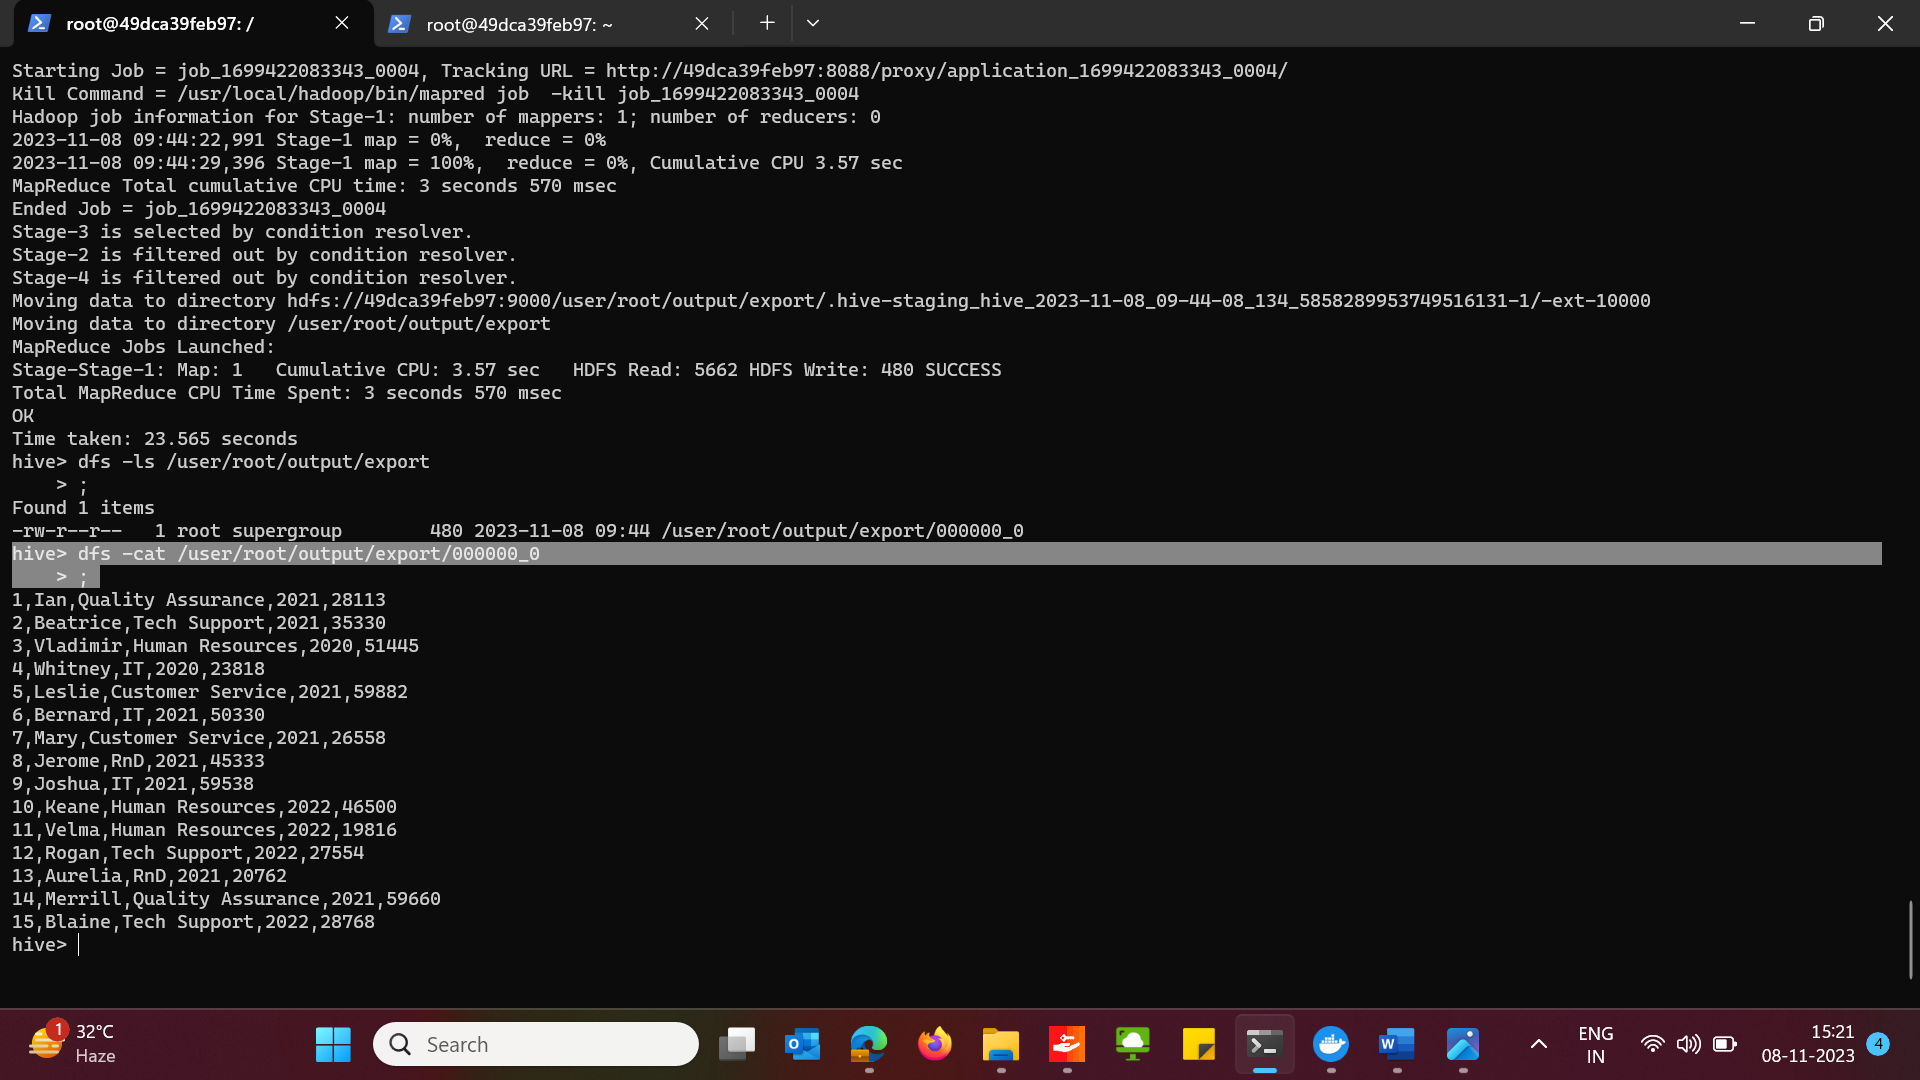 root@49dca39feb97: /
root@49dca39feb97: ~
Starting Job = job_1699422083343_0004, Tracking URL = http://49dca39feb97:8088/proxy/application_1699422083343_0004/
Kill Command = /usr/local/hadoop/bin/mapred job  -kill job_1699422083343_0004
Hadoop job information for Stage-1: number of mappers: 1; number of reducers: 0
2023-11-08 09:44:22,991 Stage-1 map = 0%,  reduce = 0%
2023-11-08 09:44:29,396 Stage-1 map = 100%,  reduce = 0%, Cumulative CPU 3.57 sec
MapReduce Total cumulative CPU time: 3 seconds 570 msec
Ended Job = job_1699422083343_0004
Stage-3 is selected by condition resolver.
Stage-2 is filtered out by condition resolver.
Stage-4 is filtered out by condition resolver.
Moving data to directory hdfs://49dca39feb97:9000/user/root/output/export/.hive-staging_hive_2023-11-08_09-44-08_134_5858289953749516131-1/-ext-10000
Moving data to directory /user/root/output/export
MapReduce Jobs Launched:
Stage-Stage-1: Map: 1   Cumulative CPU: 3.57 sec   HDFS Read: 5662 HDFS Write: 480 SUCCESS
Total MapReduce CPU Time Spent: 3 seconds 570 msec
OK
Time taken: 23.565 seconds
hive> dfs -ls /user/root/output/export
    > ;
Found 1 items
-rw-r--r--   1 root supergroup        480 2023-11-08 09:44 /user/root/output/export/000000_0
hive> dfs -cat /user/root/output/export/000000_0
    > ;
1,Ian,Quality Assurance,2021,28113
2,Beatrice,Tech Support,2021,35330
3,Vladimir,Human Resources,2020,51445
4,Whitney,IT,2020,23818
5,Leslie,Customer Service,2021,59882
6,Bernard,IT,2021,50330
7,Mary,Customer Service,2021,26558
8,Jerome,RnD,2021,45333
9,Joshua,IT,2021,59538
10,Keane,Human Resources,2022,46500
11,Velma,Human Resources,2022,19816
12,Rogan,Tech Support,2022,27554
13,Aurelia,RnD,2021,20762
14,Merrill,Quality Assurance,2021,59660
15,Blaine,Tech Support,2022,28768
hive>
1
32°C
Haze
Search
O
W
ENG
IN
15:21
08-11-2023
4